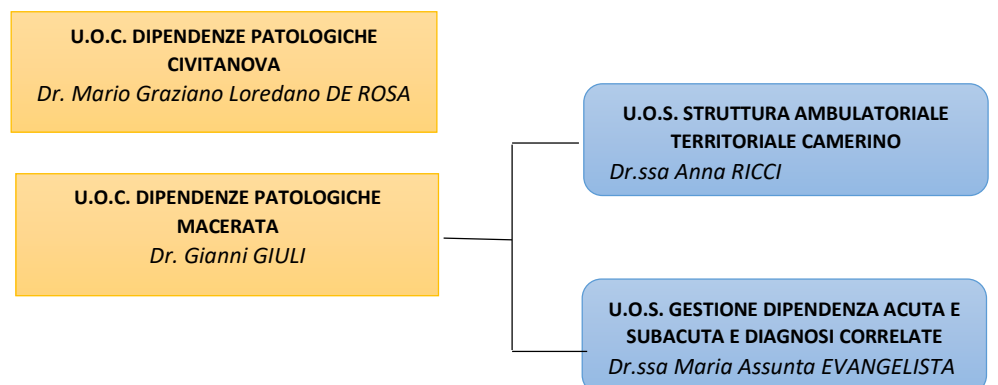 U.O.C. DIPENDENZE PATOLOGICHE
CIVITANOVA
Dr. Mario Graziano Loredano DE ROSA
U.O.C. DIPENDENZE PATOLOGICHE
MACERATA
Dr. Gianni GIULI
U.O.S. STRUTTURA AMBULATORIALE
TERRITORIALE CAMERINO
Dr.ssa Anna RICCI
U.O.S. GESTIONE DIPENDENZA ACUTA E
SUBACUTA E DIAGNOSI CORRELATE
Dr.ssa Maria Assunta EVANGELISTA